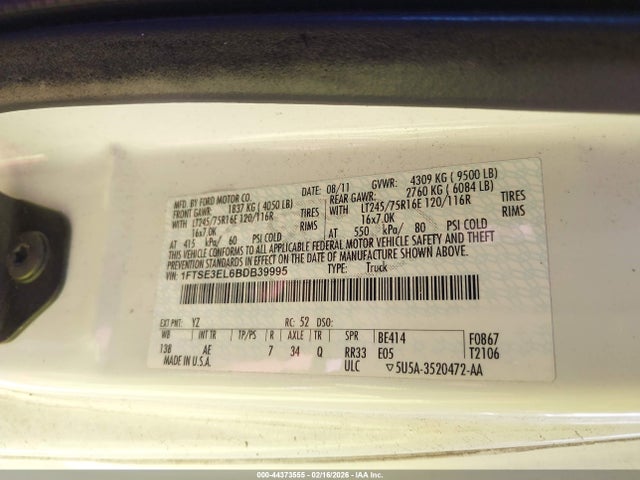 MFD. BY FORD MOTOR CO. DATE: 08/11 GVWR: 4309 KG ( 9500 LB)
FRONT GAWR: 1837 KG ( 4050 LB) REAR GAWR: 2760 KG ( 6084 LB)
WITH LT245/75R16E 120/116R TIRES WITH LT245/75R16E 120/116R TIRES
16x7.0K RIMS 16x7.0K RIMS
AT 415 kPa/ 60 PSI COLD AT 550 kPa/ 80 PSI COLD
THIS VEHICLE CONFORMS TO ALL APPLICABLE FEDERAL MOTOR VEHICLE SAFETY AND THEFT
PREVENTION STANDARDS IN EFFECT ON THE DATE OF MANUFACTURE SHOWN ABOVE.
VIN: 1FTSE3EL6BDB39995 TYPE: Truck
EXT PNT: YZ RC: 52 DSO:
WB INT TR TP/PS R AXLE TR SPR BE414 F0867
138 AE 7 34 Q RR33 E05 T2106
MADE IN U.S.A. ULC ▽5U5A-3520472-AA
000-44373555 - 02/16/2026 - IAA, Inc.